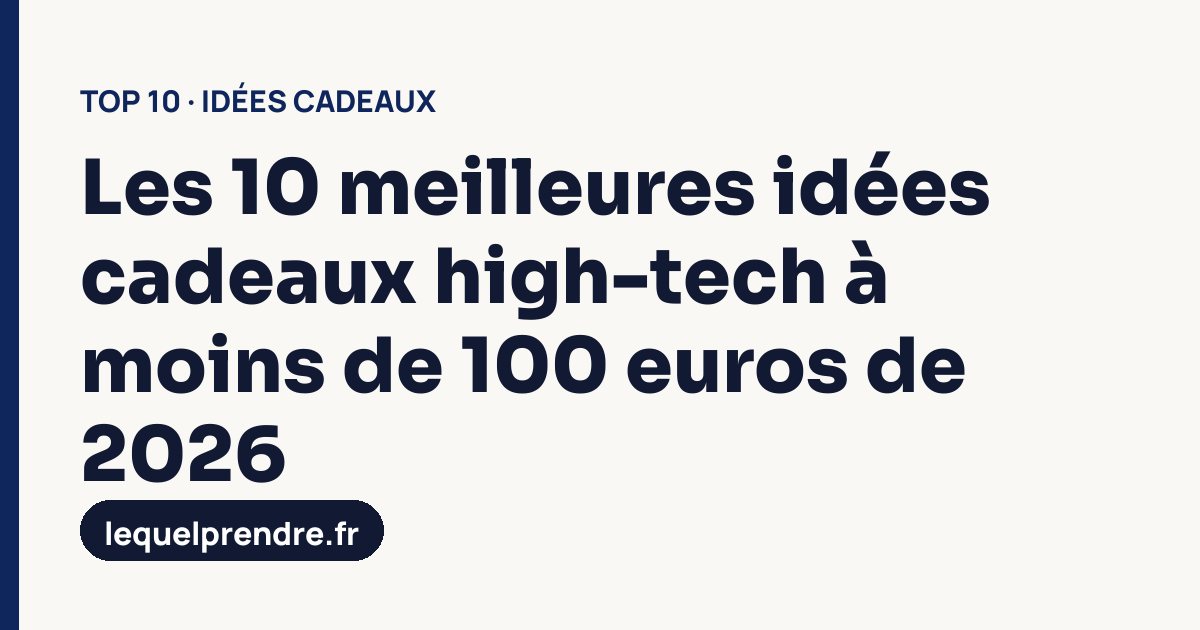 TOP 10 · IDÉES CADEAUX
Les 10 meilleures idées
cadeaux high-tech à
moins de 100 euros de
2026
lequelprendre.fr